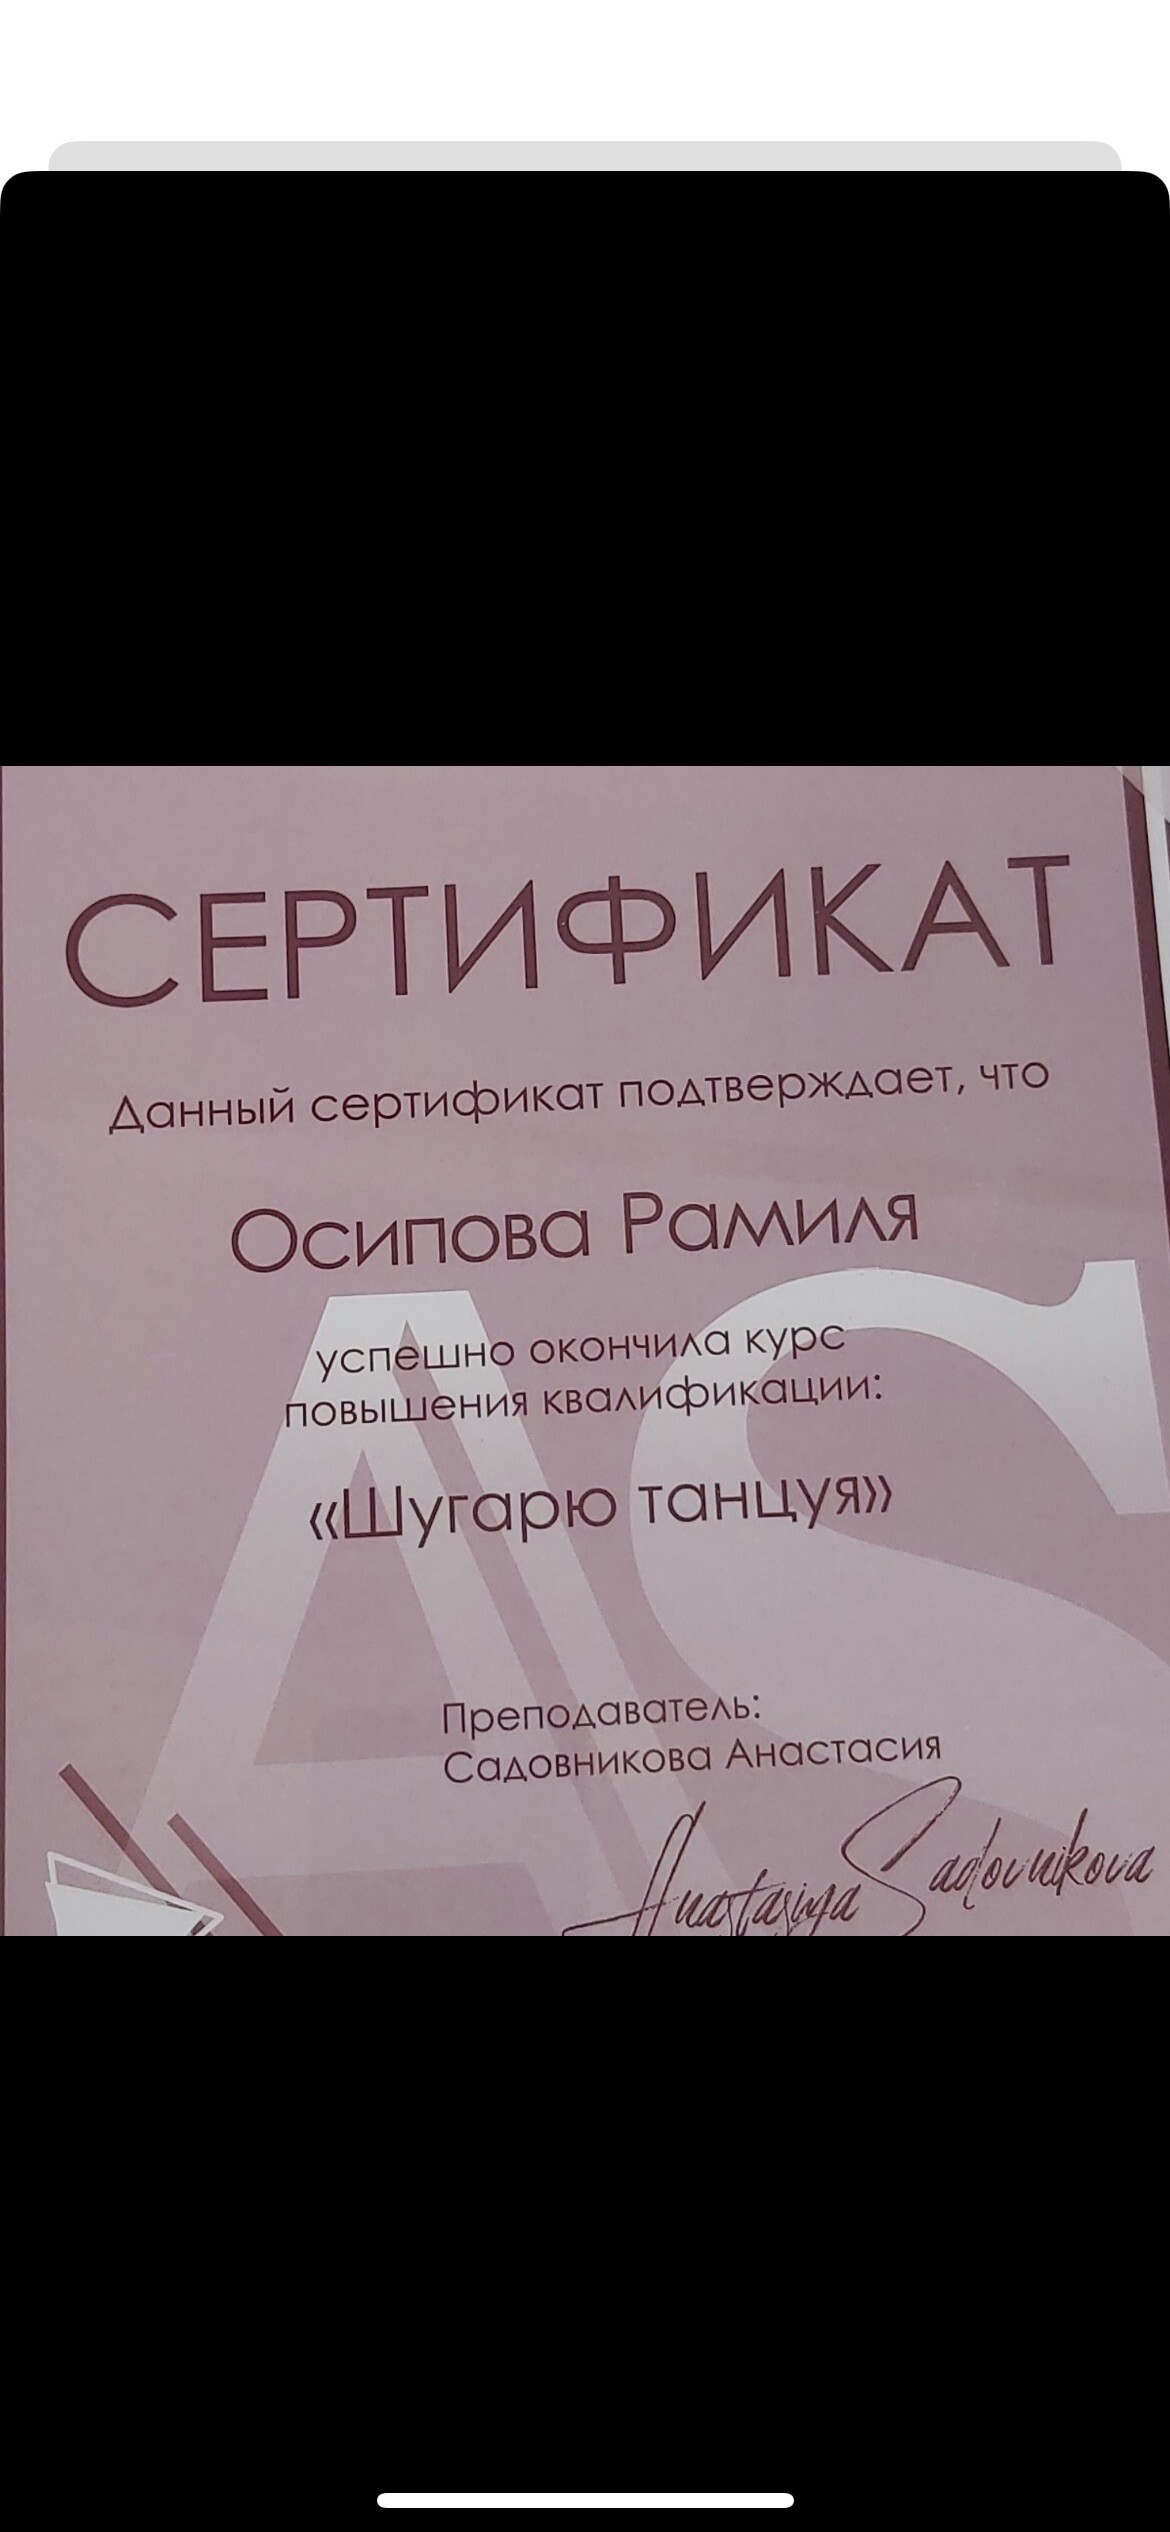 СЕРТИФИКАТ
Данный сертификат подтверждает, что
Осипова Рамиля
успешно окончила курс
повышения квалификации:
«Шугарю танцуя»
Преподаватель:
Садовникова Анастасия
Anastasiya Sadovnikova
AS